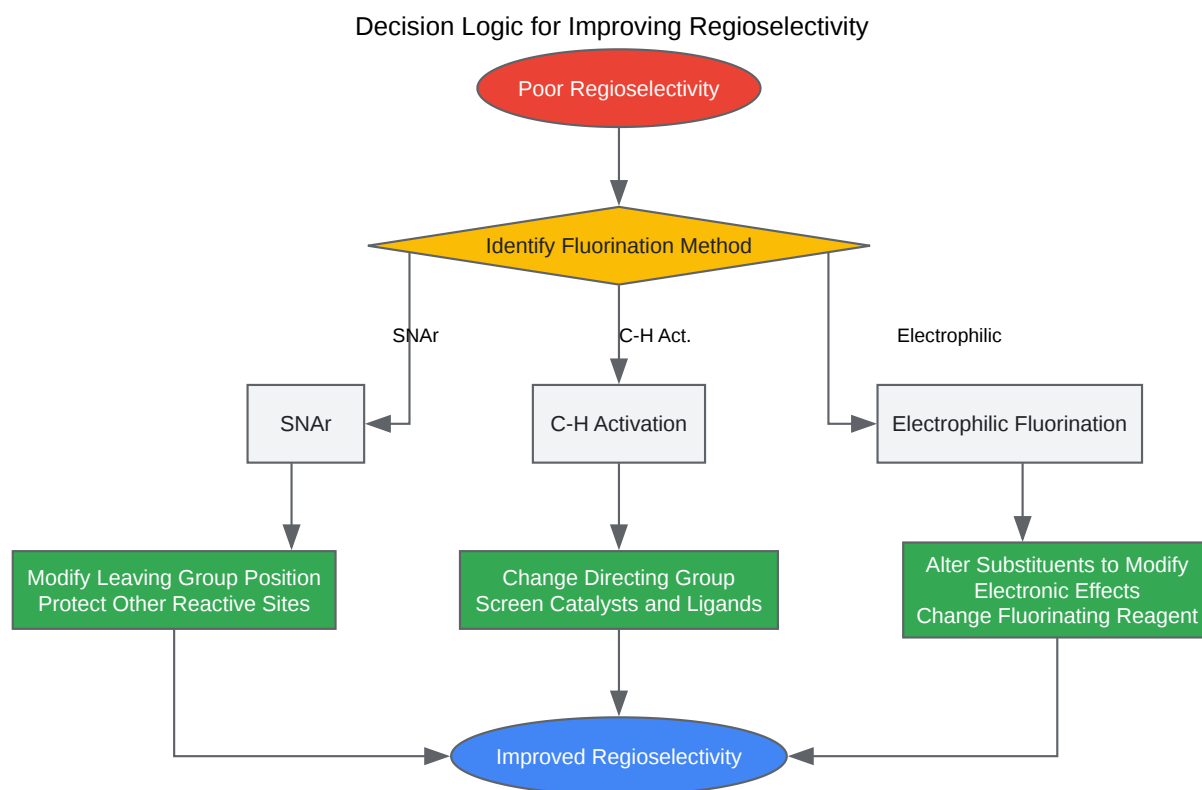 Decision Logic for Improving Regioselectivity
Poor Regioselectivity
Identify Fluorination Method
SNAr
C-H Act.
Electrophilic
SNAr
C-H Activation
Electrophilic Fluorination
Modify Leaving Group Position
Protect Other Reactive Sites
Change Directing Group
Screen Catalysts and Ligands
Alter Substituents to Modify
Electronic Effects
Change Fluorinating Reagent
Improved Regioselectivity